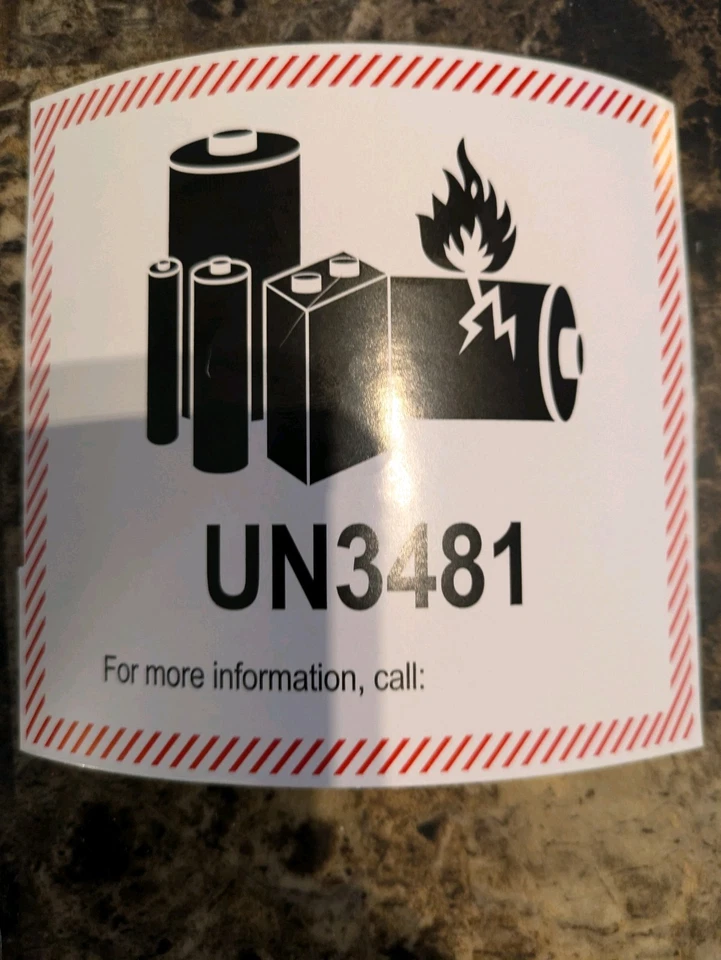 UN3481
For more information, call: